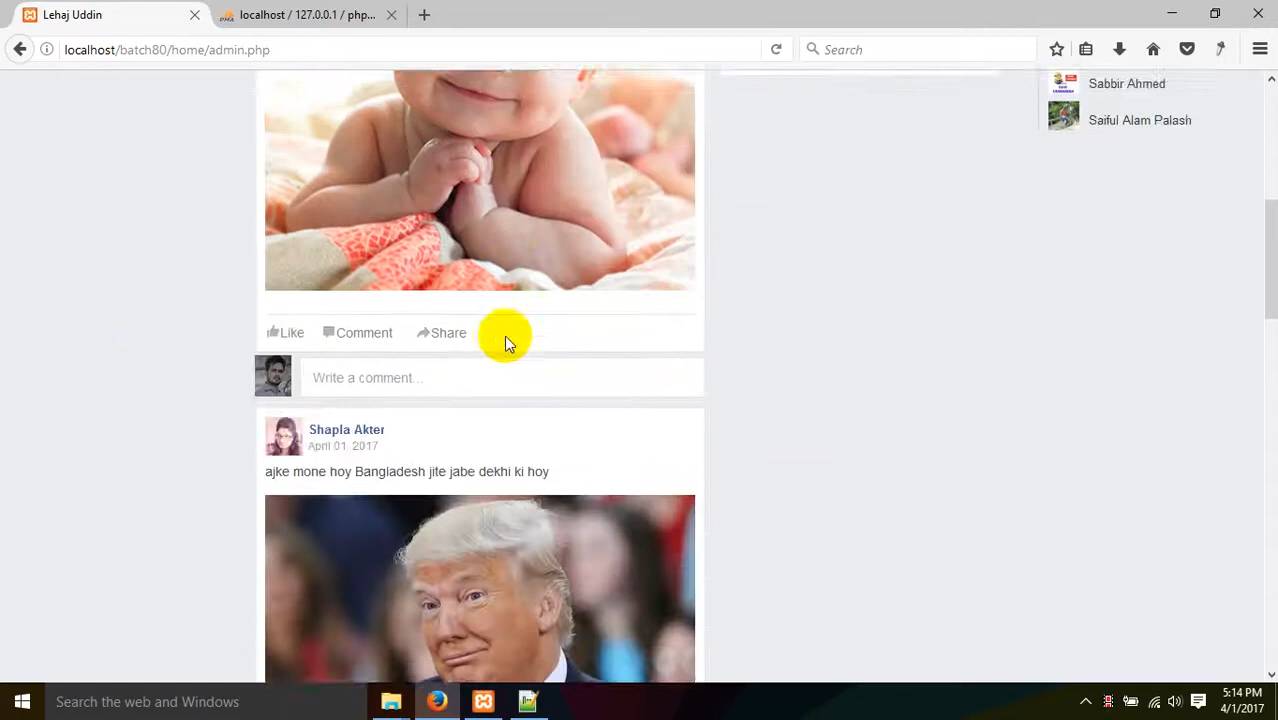 Lehaj Uddin
localhost / 127.0.0.1 / php...
localhost/batch80/home/admin.php
Search
Sabbir Ahmed
Saiful Alam Palash
Like
Comment
Share
Write a comment...
Shapla Akter
April 01, 2017
ajke mone hoy Bangladesh jite jabe dekhi ki hoy
Search the web and Windows
5:14 PM
4/1/2017